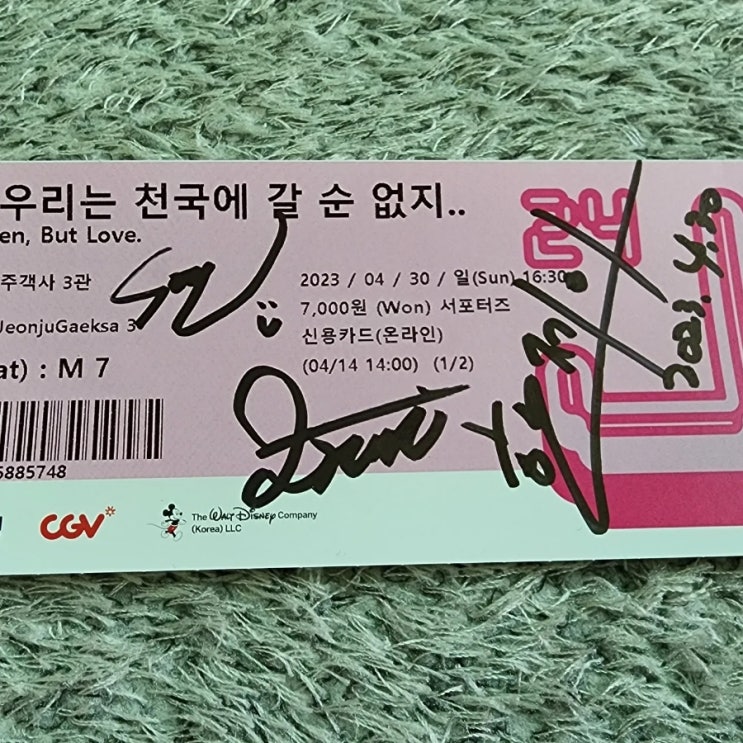 우리는 천국에 갈 순 없지..
en, But Love.
주객사 3관
JeonjuGaeksa 3
at) : M 7
5885748
2023 / 04 / 30 / 일(Sun) 16:30
7,000원 (Won) 서포터즈
신용카드(온라인)
(04/14 14:00) (1/2)
2023. 4. 30
CGV
The Walt Disney Company
(Korea) LLC